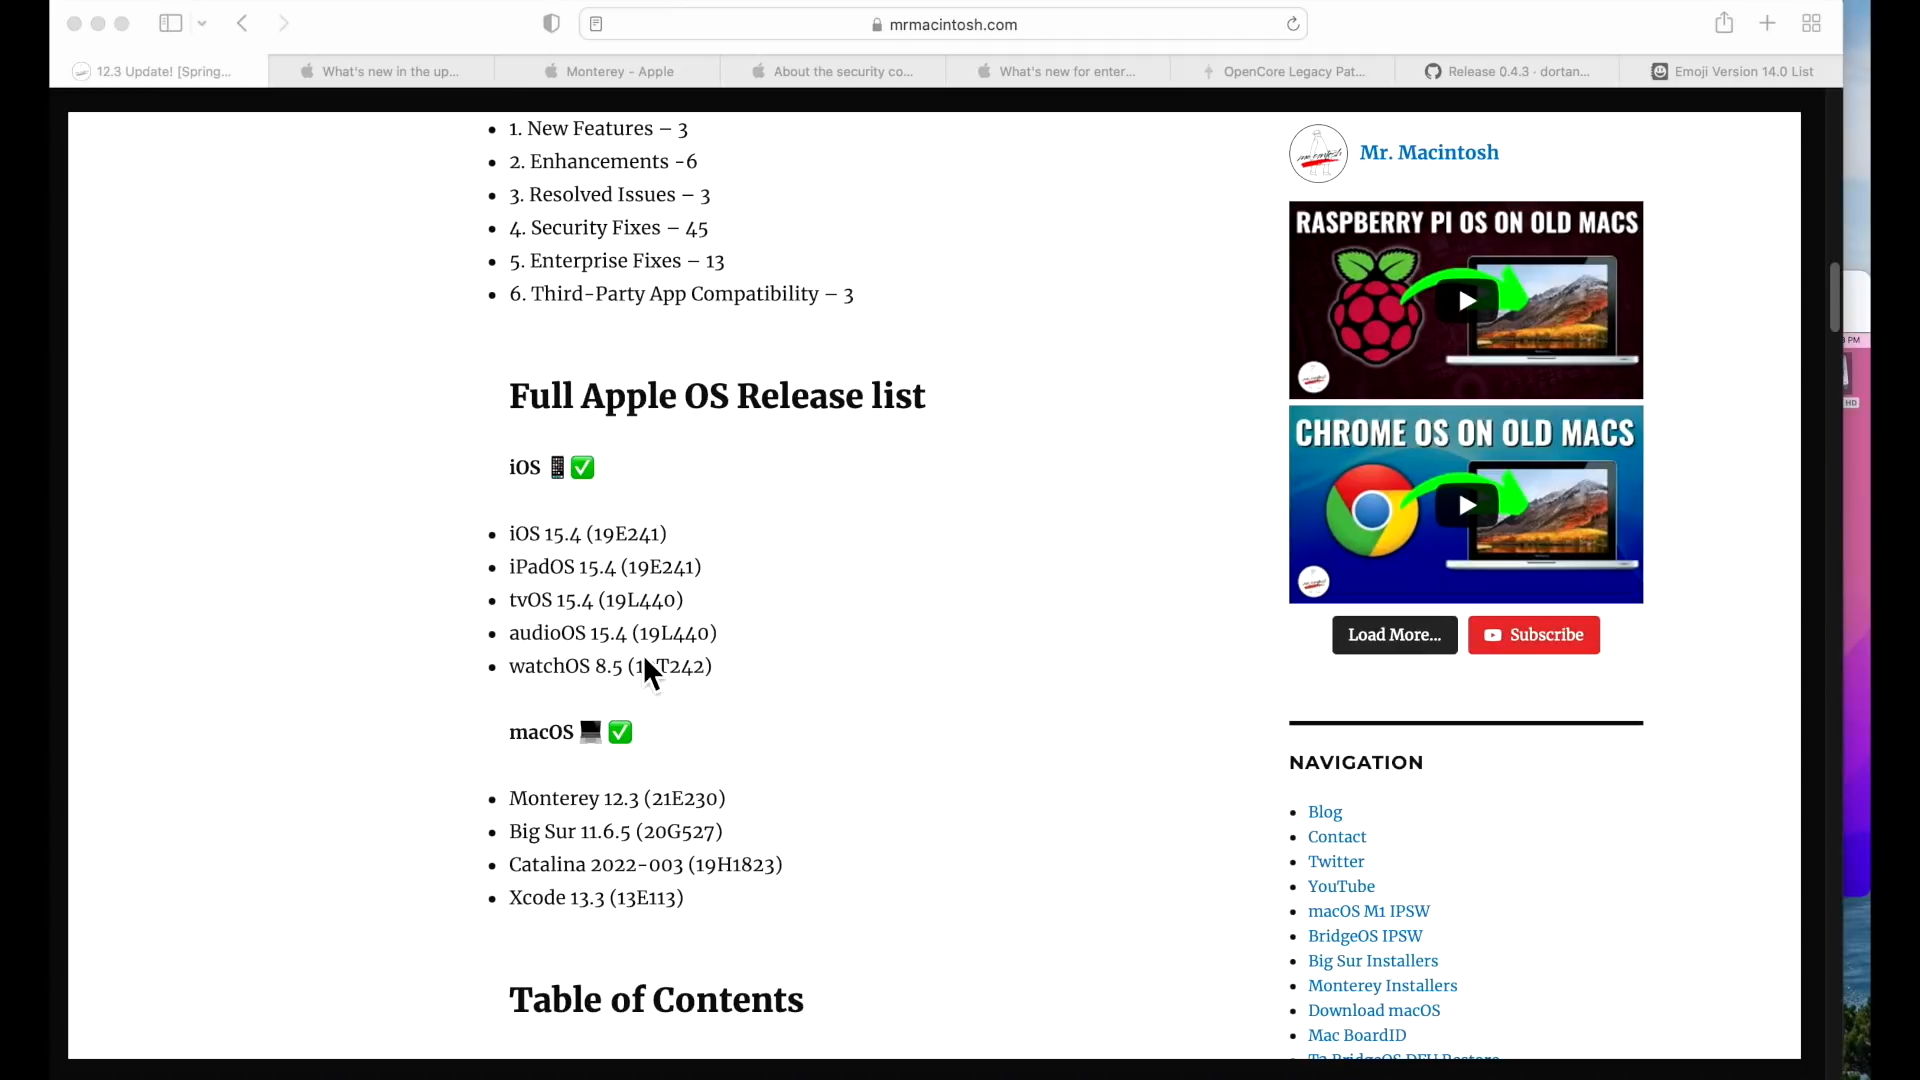 mrmacintosh.com
12.3 Update! [Spring...
What's new in the up...
Monterey - Apple
About the security co...
What's new for enter...
OpenCore Legacy Pat...
Release 0.4.3 · dortan...
Emoji Version 14.0 List
1. New Features – 3
2. Enhancements -6
3. Resolved Issues – 3
4. Security Fixes – 45
5. Enterprise Fixes – 13
6. Third-Party App Compatibility – 3
Full Apple OS Release list
iOS 📱✅
iOS 15.4 (19E241)
iPadOS 15.4 (19E241)
tvOS 15.4 (19L440)
audioOS 15.4 (19L440)
watchOS 8.5 T242)
macOS 💻✅
Monterey 12.3 (21E230)
Big Sur 11.6.5 (20G527)
Catalina 2022-003 (19H1823)
Xcode 13.3 (13E113)
Table of Contents
Mr. Macintosh
RASPBERRY PI OS ON OLD MACS
CHROME OS ON OLD MACS
Load More...
Subscribe
NAVIGATION
Blog
Contact
Twitter
YouTube
macOS M1 IPSW
BridgeOS IPSW
Big Sur Installers
Monterey Installers
Download macOS
Mac BoardID
T2 BridgeOS DFU Restore
PM
HD